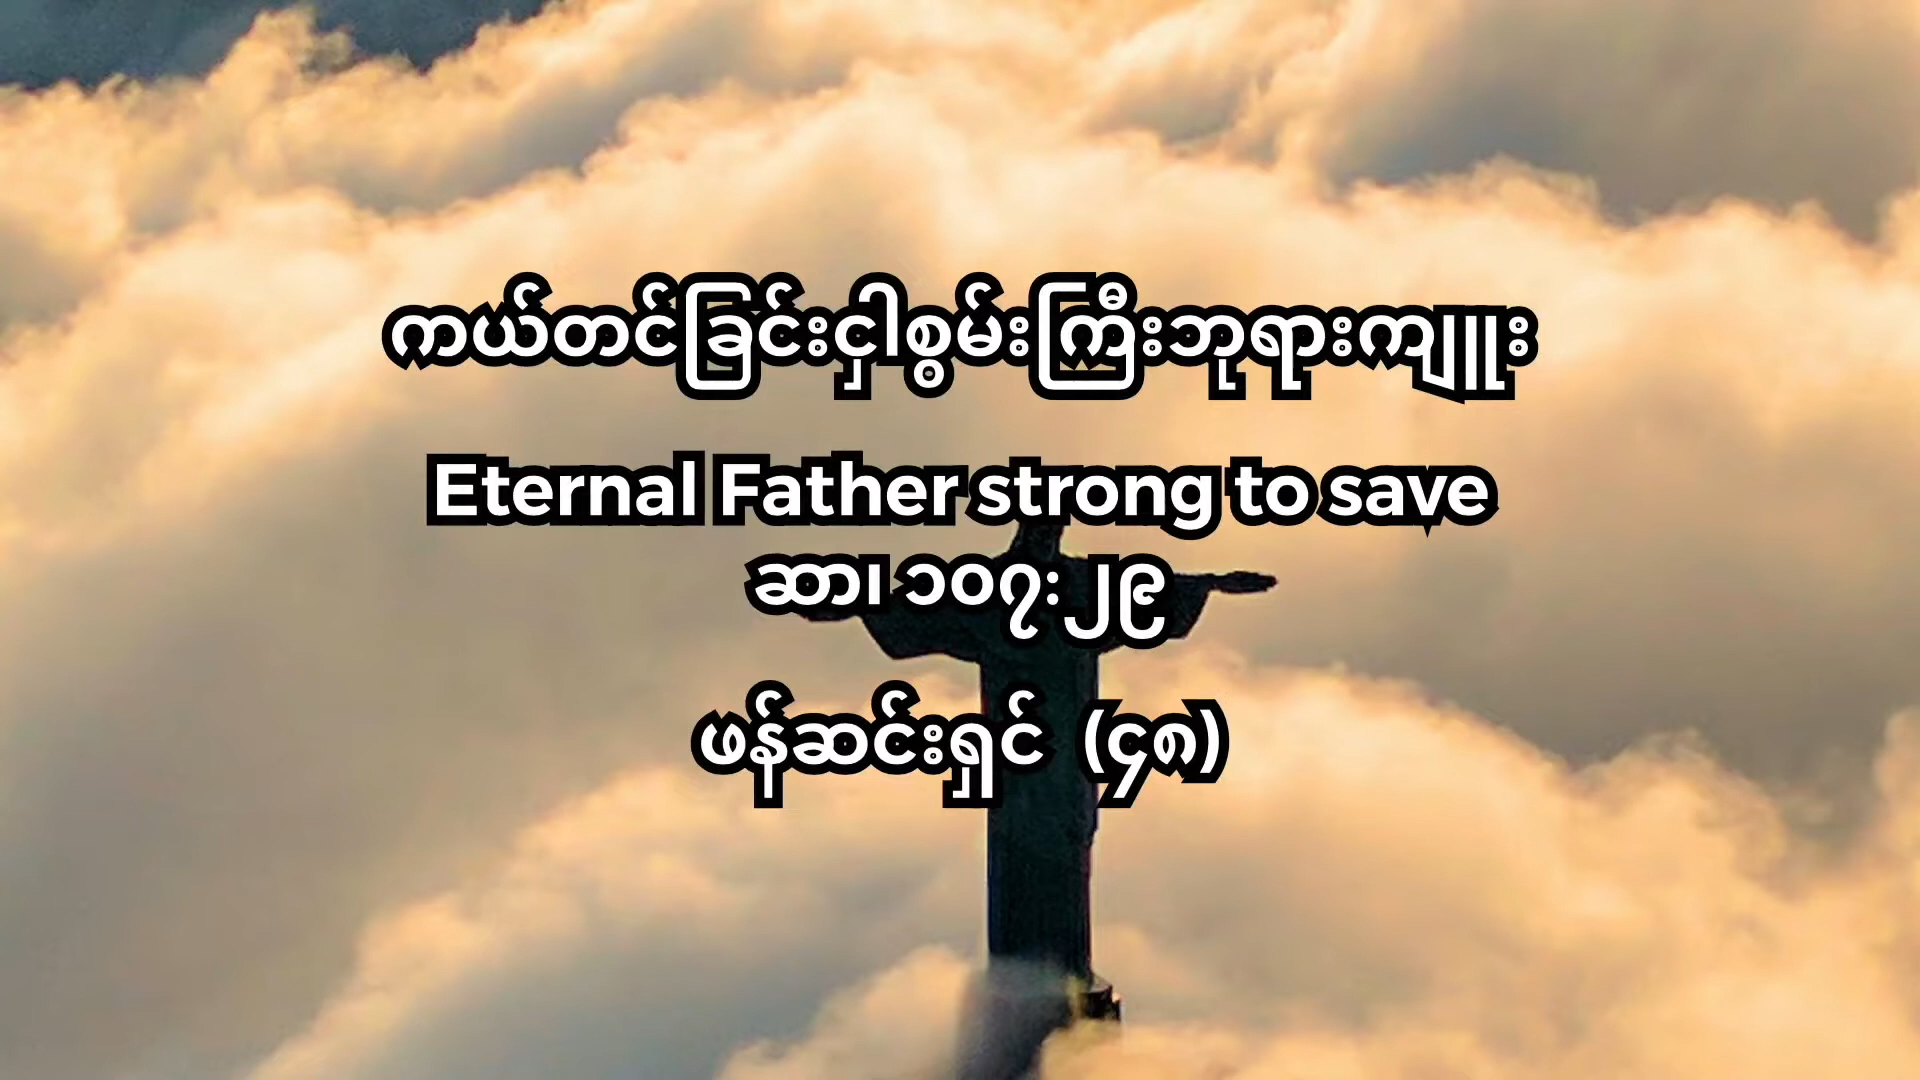 ကယ်တင်ခြင်းငှါစွမ်းကြီးဘုရားကျူူး
Eternal Father strong to save
ဆာ၊ ၁၀၇: ၂၉
ဖန်ဆင်းရှင် (၄၈)